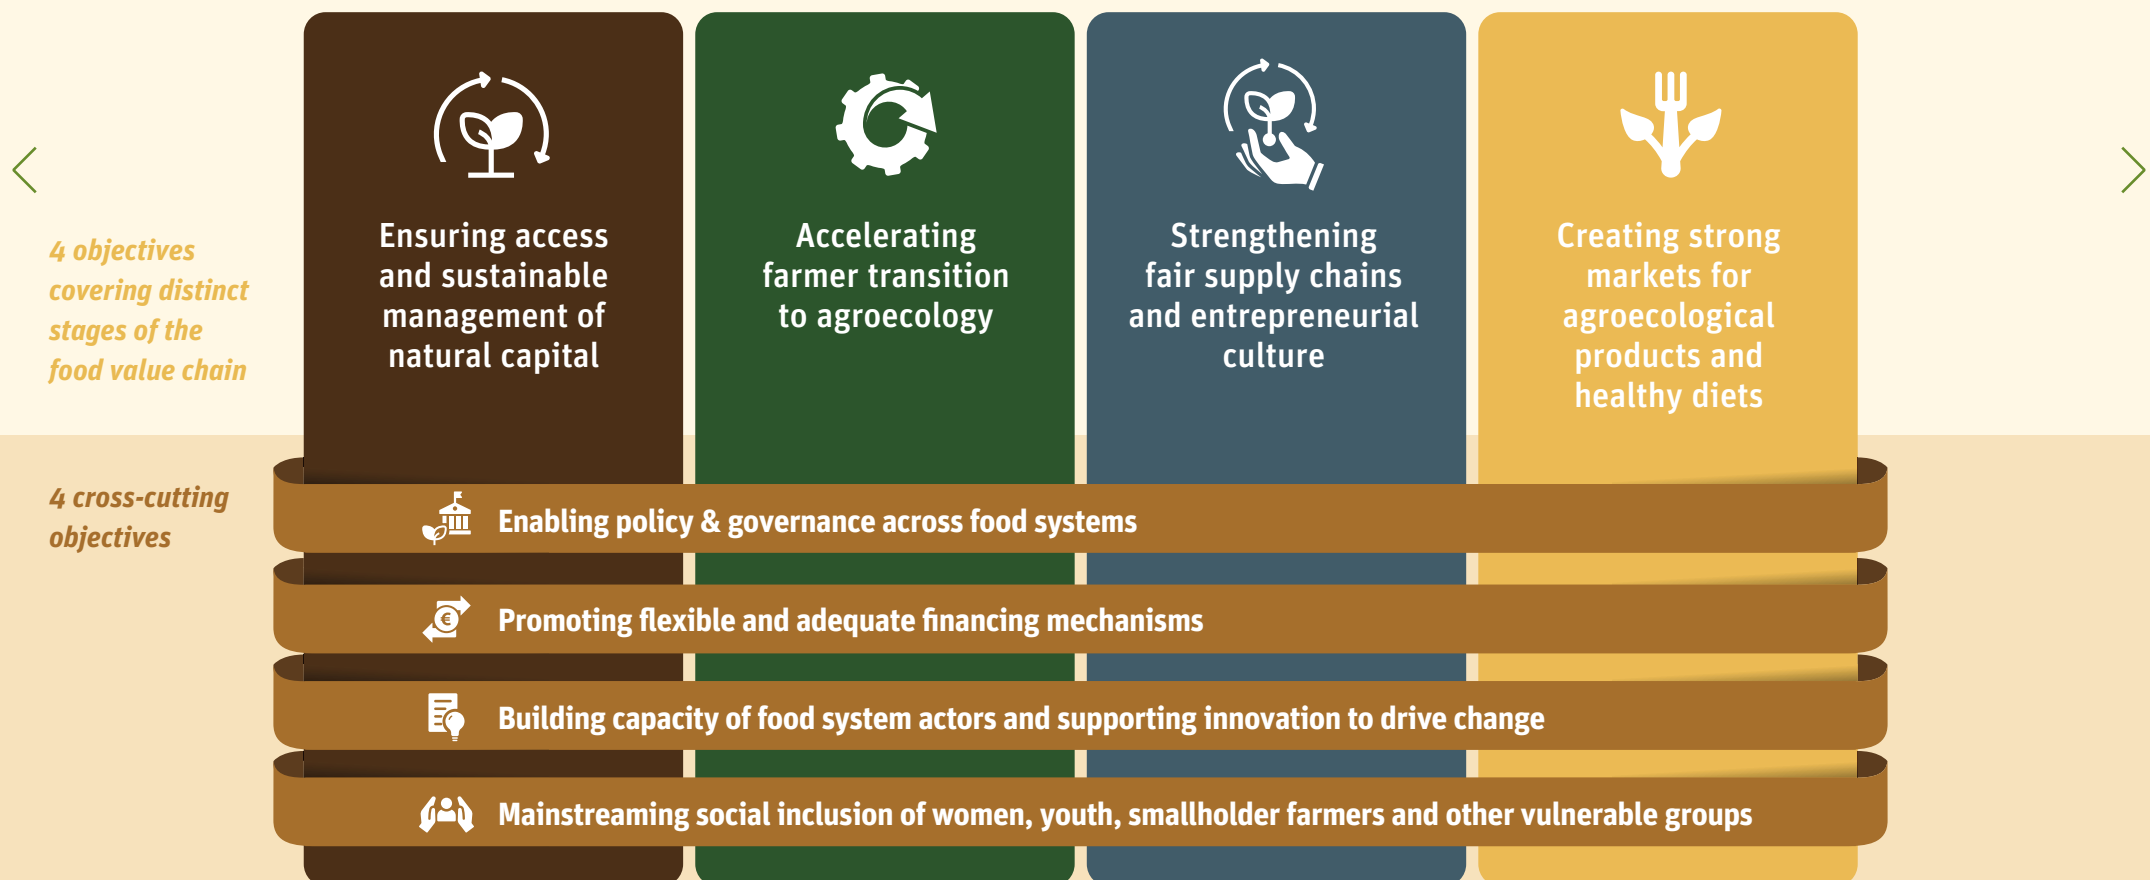 4 objectives
covering distinct
stages of the
food value chain
Ensuring access
and sustainable
management of
natural capital
Accelerating
farmer transition
to agroecology
Strengthening
fair supply chains
and entrepreneurial
culture
Creating strong
markets for
agroecological
products and
healthy diets
4 cross-cutting
objectives
Enabling policy & governance across food systems
€
Promoting flexible and adequate financing mechanisms
Building capacity of food system actors and supporting innovation to drive change
Mainstreaming social inclusion of women, youth, smallholder farmers and other vulnerable groups